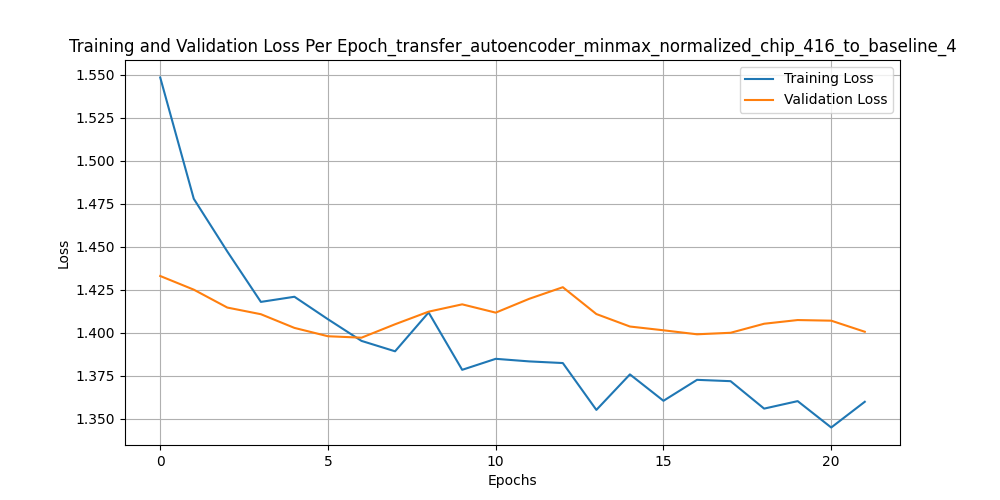 Training and Validation Loss Per Epoch_transfer_autoencoder_minmax_normalized_chip_416_to_baseline_4
Training Loss
Validation Loss
1.550
1.525
1.500
1.475
1.450
1.425
1.400
1.375
1.350
Loss
0 5 10 15 20
Epochs